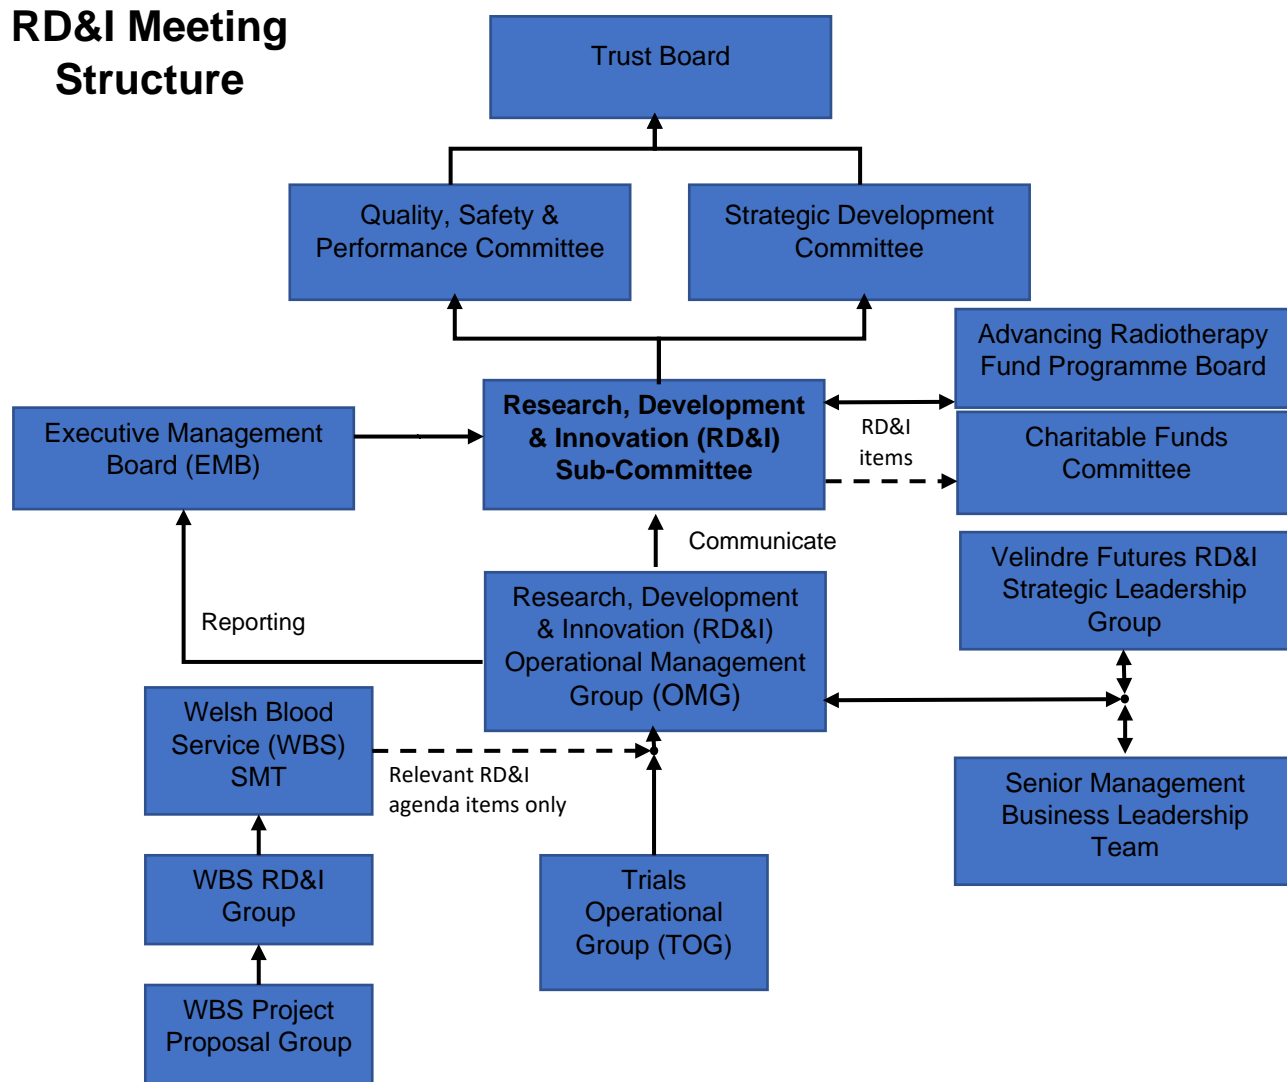 RD&I Meeting
Structure
Trust Board
Quality, Safety &
Performance Committee
Strategic Development
Committee
Advancing Radiotherapy
Fund Programme Board
Executive Management
Board (EMB)
Research, Development
& Innovation (RD&I)
Sub-Committee
RD&I
items
Charitable Funds
Committee
Communicate
Velindre Futures RD&I
Strategic Leadership
Group
Reporting
Research, Development
& Innovation (RD&I)
Operational Management
Group (OMG)
Welsh Blood
Service (WBS)
SMT
Relevant RD&I
agenda items only
Senior Management
Business Leadership
Team
WBS RD&I
Group
Trials
Operational
Group (TOG)
WBS Project
Proposal Group